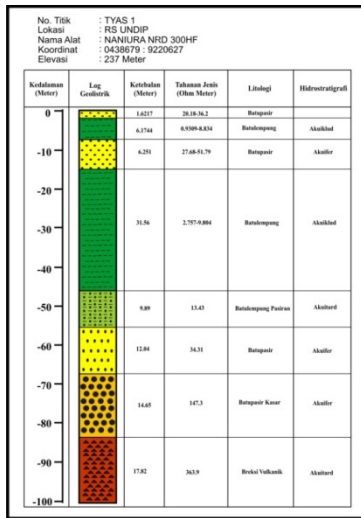 No. Titik : TYAS 1
Lokasi : RS UNDIP
Nama Alat : NANIURA NRD 300HF
Koordinat : 0438679 : 9220627
Elevasi : 237 Meter
Kedalaman (Meter) Log Geolistrik Ketebalan (Meter) Tahanan Jenis (Ohm Meter) Litologi Hidrostratigrafi
0 1.6217 20.18-36.2 Batupasir
6.1744 0.9309-8.834 Batulempung Akuiklud
-10 6.251 27.68-51.79 Batupasir Akuifer
-20
-30 31.56 2.757-9.804 Batulempung Akuiklud
-40
-50 9.89 13.43 Batulempung Pasiran Akuitard
-60 12.04 34.31 Batupasir Akuifer
-70
14.65 147.3 Batupasir Kasar Akuifer
-80
-90 17.82 363.9 Breksi Vulkanik Akuitard
-100